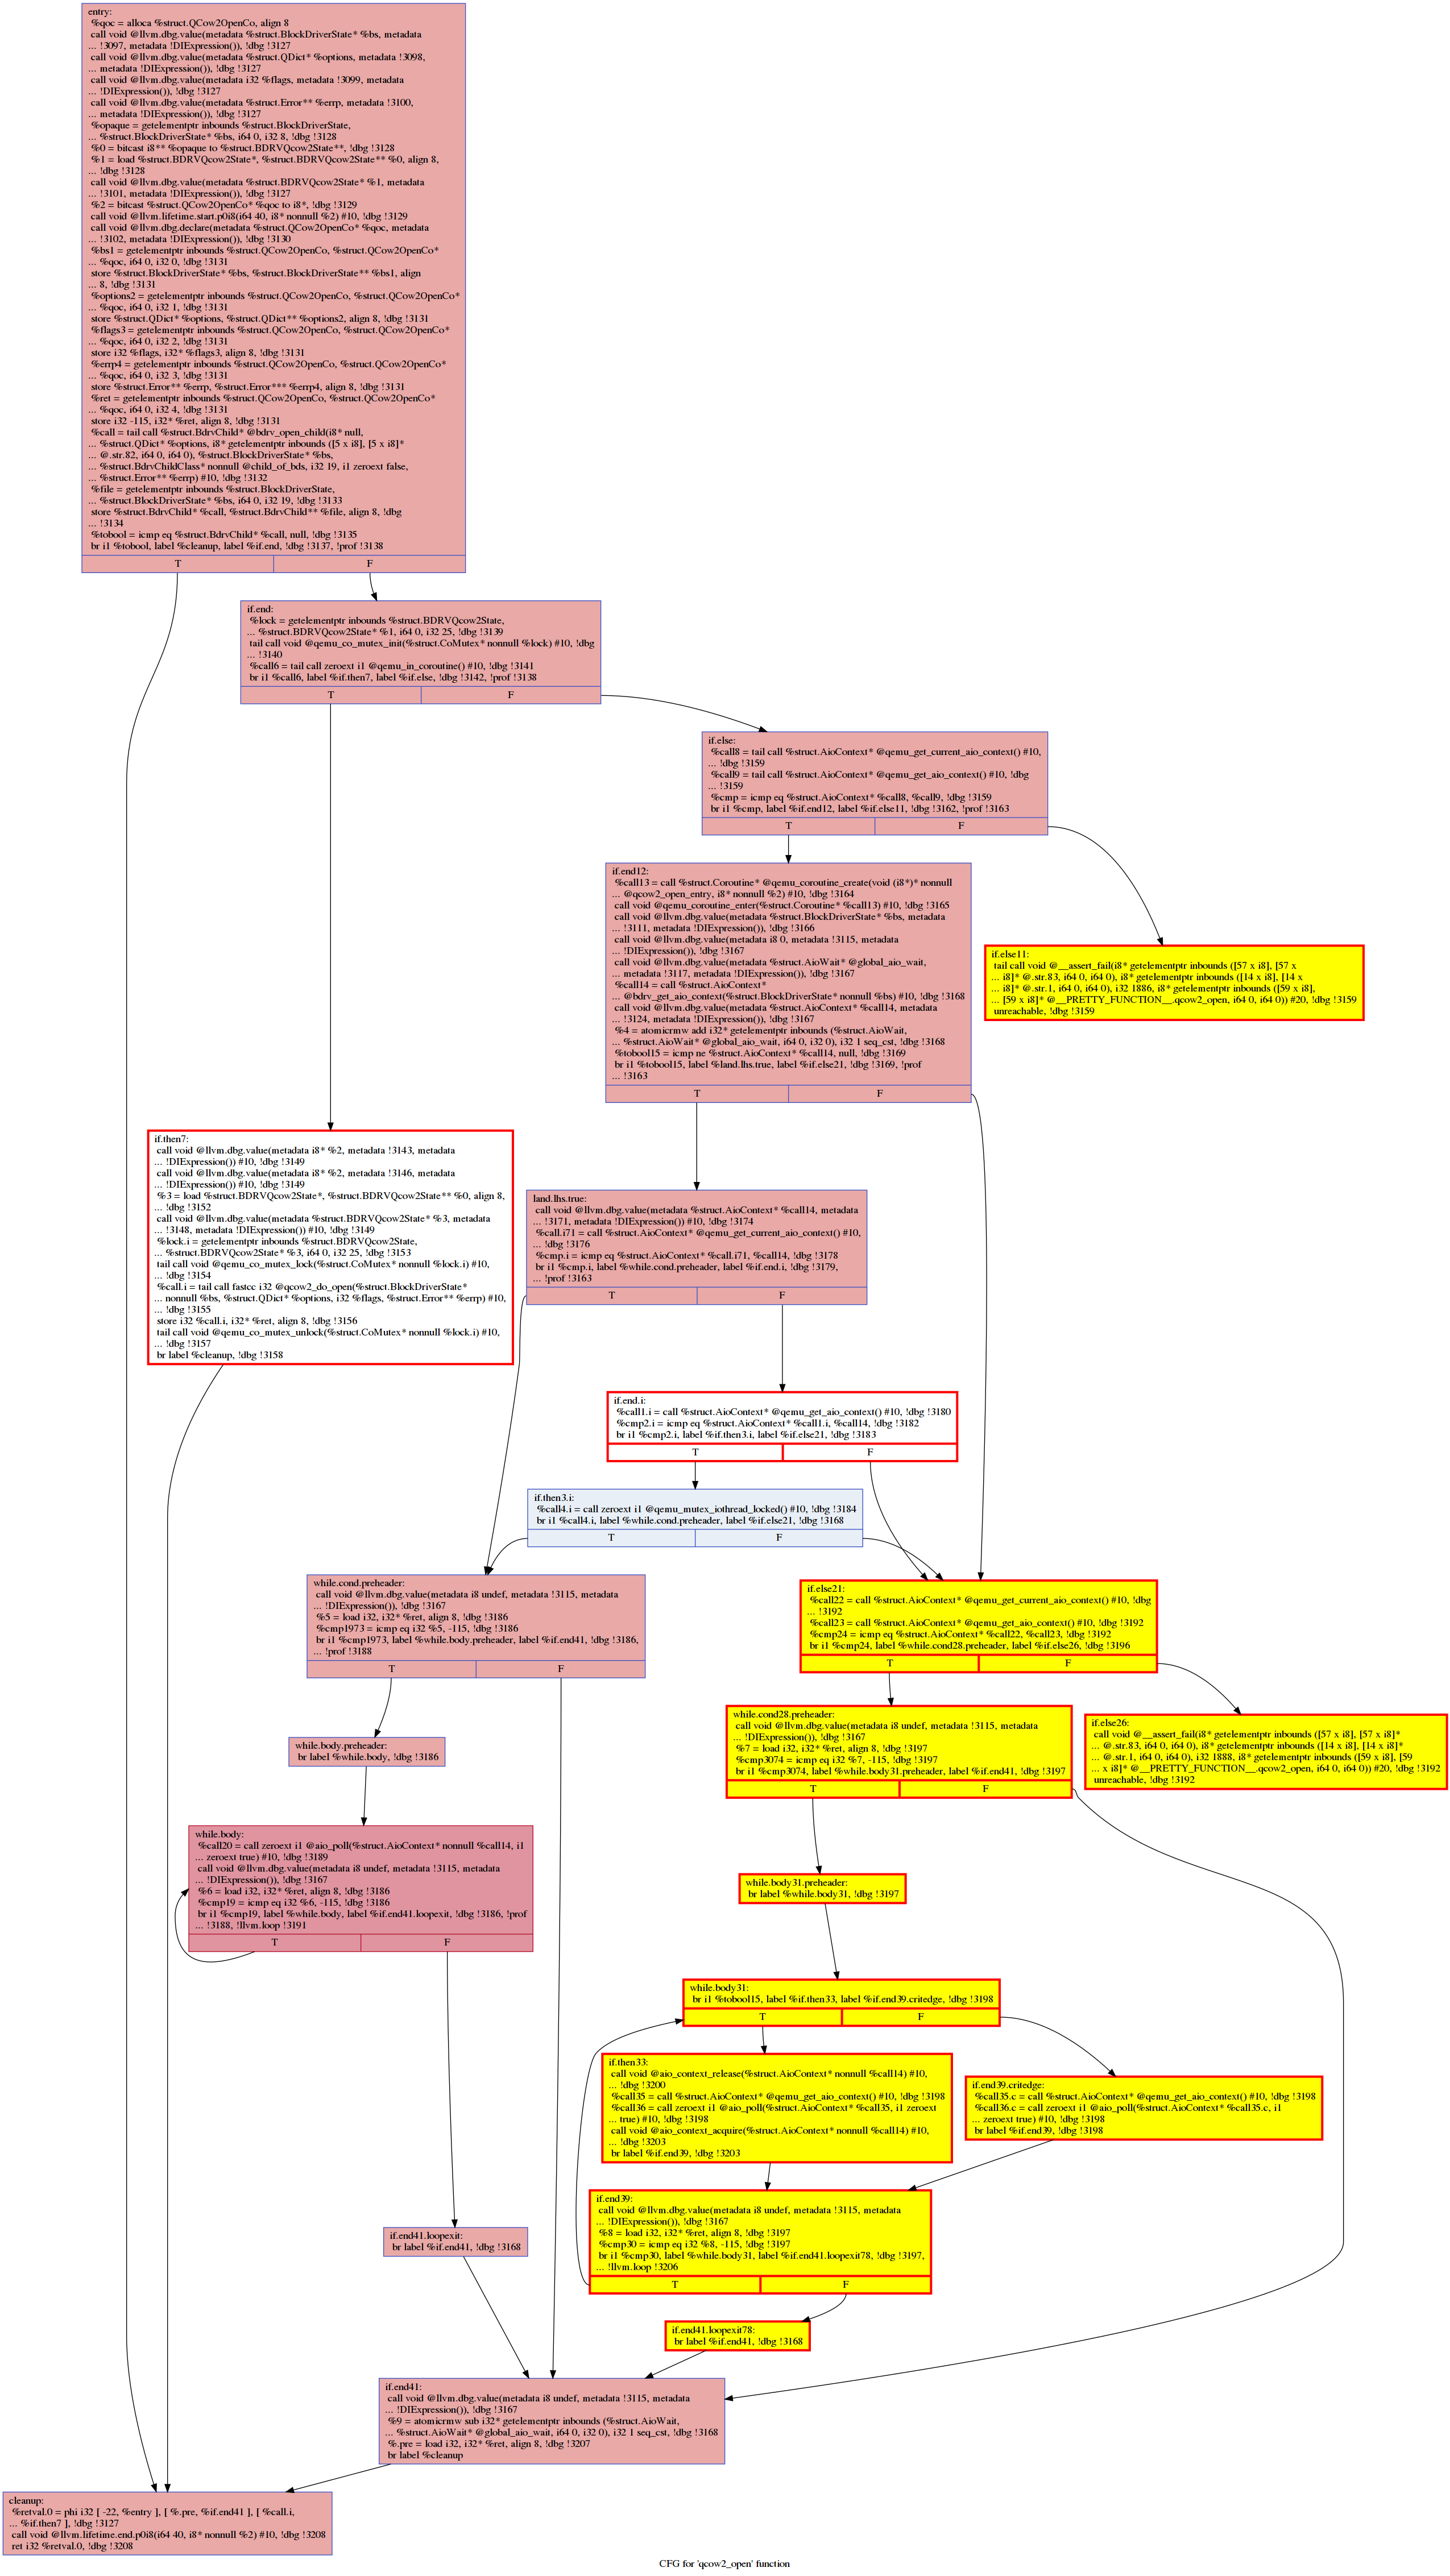 entry:
%qoc = alloca %struct.QCow2OpenCo, align 8
call void @llvm.dbg.value(metadata %struct.BlockDriverState* %bs, metadata
... !3097, metadata !DIExpression()), !dbg !3127
call void @llvm.dbg.value(metadata %struct.QDict* %options, metadata !3098,
... metadata !DIExpression()), !dbg !3127
call void @llvm.dbg.value(metadata i32 %flags, metadata !3099, metadata
... !DIExpression()), !dbg !3127
call void @llvm.dbg.value(metadata %struct.Error** %errp, metadata !3100,
... metadata !DIExpression()), !dbg !3127
%opaque = getelementptr inbounds %struct.BlockDriverState,
... %struct.BlockDriverState* %bs, i64 0, i32 8, !dbg !3128
%0 = bitcast i8** %opaque to %struct.BDRVQcow2State**, !dbg !3128
%1 = load %struct.BDRVQcow2State*, %struct.BDRVQcow2State** %0, align 8,
... !dbg !3128
call void @llvm.dbg.value(metadata %struct.BDRVQcow2State* %1, metadata
... !3101, metadata !DIExpression()), !dbg !3127
%2 = bitcast %struct.QCow2OpenCo* %qoc to i8*, !dbg !3129
call void @llvm.lifetime.start.p0i8(i64 40, i8* nonnull %2) #10, !dbg !3129
call void @llvm.dbg.declare(metadata %struct.QCow2OpenCo* %qoc, metadata
... !3102, metadata !DIExpression()), !dbg !3130
%bs1 = getelementptr inbounds %struct.QCow2OpenCo, %struct.QCow2OpenCo*
... %qoc, i64 0, i32 0, !dbg !3131
store %struct.BlockDriverState* %bs, %struct.BlockDriverState** %bs1, align
... 8, !dbg !3131
%options2 = getelementptr inbounds %struct.QCow2OpenCo, %struct.QCow2OpenCo*
... %qoc, i64 0, i32 1, !dbg !3131
store %struct.QDict* %options, %struct.QDict** %options2, align 8, !dbg !3131
%flags3 = getelementptr inbounds %struct.QCow2OpenCo, %struct.QCow2OpenCo*
... %qoc, i64 0, i32 2, !dbg !3131
store i32 %flags, i32* %flags3, align 8, !dbg !3131
%errp4 = getelementptr inbounds %struct.QCow2OpenCo, %struct.QCow2OpenCo*
... %qoc, i64 0, i32 3, !dbg !3131
store %struct.Error** %errp, %struct.Error*** %errp4, align 8, !dbg !3131
%ret = getelementptr inbounds %struct.QCow2OpenCo, %struct.QCow2OpenCo*
... %qoc, i64 0, i32 4, !dbg !3131
store i32 -115, i32* %ret, align 8, !dbg !3131
%call = tail call %struct.BdrvChild* @bdrv_open_child(i8* null,
... %struct.QDict* %options, i8* getelementptr inbounds ([5 x i8], [5 x i8]*
... @.str.82, i64 0, i64 0), %struct.BlockDriverState* %bs,
... %struct.BdrvChildClass* nonnull @child_of_bds, i32 19, i1 zeroext false,
... %struct.Error** %errp) #10, !dbg !3132
%file = getelementptr inbounds %struct.BlockDriverState,
... %struct.BlockDriverState* %bs, i64 0, i32 19, !dbg !3133
store %struct.BdrvChild* %call, %struct.BdrvChild** %file, align 8, !dbg
... !3134
%tobool = icmp eq %struct.BdrvChild* %call, null, !dbg !3135
br i1 %tobool, label %cleanup, label %if.end, !dbg !3137, !prof !3138
T F
if.end:
%lock = getelementptr inbounds %struct.BDRVQcow2State,
... %struct.BDRVQcow2State* %1, i64 0, i32 25, !dbg !3139
tail call void @qemu_co_mutex_init(%struct.CoMutex* nonnull %lock) #10, !dbg
... !3140
%call6 = tail call zeroext i1 @qemu_in_coroutine() #10, !dbg !3141
br i1 %call6, label %if.then7, label %if.else, !dbg !3142, !prof !3138
T F
if.else:
%call8 = tail call %struct.AioContext* @qemu_get_current_aio_context() #10,
... !dbg !3159
%call9 = tail call %struct.AioContext* @qemu_get_aio_context() #10, !dbg
... !3159
%cmp = icmp eq %struct.AioContext* %call8, %call9, !dbg !3159
br i1 %cmp, label %if.end12, label %if.else11, !dbg !3162, !prof !3163
T F
if.end12:
%call13 = call %struct.Coroutine* @qemu_coroutine_create(void (i8*)* nonnull
... @qcow2_open_entry, i8* nonnull %2) #10, !dbg !3164
call void @qemu_coroutine_enter(%struct.Coroutine* %call13) #10, !dbg !3165
call void @llvm.dbg.value(metadata %struct.BlockDriverState* %bs, metadata
... !3111, metadata !DIExpression()), !dbg !3166
call void @llvm.dbg.value(metadata i8 0, metadata !3115, metadata
... !DIExpression()), !dbg !3167
call void @llvm.dbg.value(metadata %struct.AioWait* @global_aio_wait,
... metadata !3117, metadata !DIExpression()), !dbg !3167
%call14 = call %struct.AioContext*
... @bdrv_get_aio_context(%struct.BlockDriverState* nonnull %bs) #10, !dbg !3168
call void @llvm.dbg.value(metadata %struct.AioContext* %call14, metadata
... !3124, metadata !DIExpression()), !dbg !3167
%4 = atomicrmw add i32* getelementptr inbounds (%struct.AioWait,
... %struct.AioWait* @global_aio_wait, i64 0, i32 0), i32 1 seq_cst, !dbg !3168
%tobool15 = icmp ne %struct.AioContext* %call14, null, !dbg !3169
br i1 %tobool15, label %land.lhs.true, label %if.else21, !dbg !3169, !prof
... !3163
T F
if.else11:
tail call void @__assert_fail(i8* getelementptr inbounds ([57 x i8], [57 x
... i8]* @.str.83, i64 0, i64 0), i8* getelementptr inbounds ([14 x i8], [14 x
... i8]* @.str.1, i64 0, i64 0), i32 1886, i8* getelementptr inbounds ([59 x i8],
... [59 x i8]* @__PRETTY_FUNCTION__.qcow2_open, i64 0, i64 0)) #20, !dbg !3159
unreachable, !dbg !3159
if.then7:
call void @llvm.dbg.value(metadata i8* %2, metadata !3143, metadata
... !DIExpression()) #10, !dbg !3149
call void @llvm.dbg.value(metadata i8* %2, metadata !3146, metadata
... !DIExpression()) #10, !dbg !3149
%3 = load %struct.BDRVQcow2State*, %struct.BDRVQcow2State** %0, align 8,
... !dbg !3152
call void @llvm.dbg.value(metadata %struct.BDRVQcow2State* %3, metadata
... !3148, metadata !DIExpression()) #10, !dbg !3149
%lock.i = getelementptr inbounds %struct.BDRVQcow2State,
... %struct.BDRVQcow2State* %3, i64 0, i32 25, !dbg !3153
tail call void @qemu_co_mutex_lock(%struct.CoMutex* nonnull %lock.i) #10,
... !dbg !3154
%call.i = tail call fastcc i32 @qcow2_do_open(%struct.BlockDriverState*
... nonnull %bs, %struct.QDict* %options, i32 %flags, %struct.Error** %errp) #10,
... !dbg !3155
store i32 %call.i, i32* %ret, align 8, !dbg !3156
tail call void @qemu_co_mutex_unlock(%struct.CoMutex* nonnull %lock.i) #10,
... !dbg !3157
br label %cleanup, !dbg !3158
land.lhs.true:
call void @llvm.dbg.value(metadata %struct.AioContext* %call14, metadata
... !3171, metadata !DIExpression()) #10, !dbg !3174
%call.i71 = call %struct.AioContext* @qemu_get_current_aio_context() #10,
... !dbg !3176
%cmp.i = icmp eq %struct.AioContext* %call.i71, %call14, !dbg !3178
br i1 %cmp.i, label %while.cond.preheader, label %if.end.i, !dbg !3179,
... !prof !3163
T F
if.end.i:
%call1.i = call %struct.AioContext* @qemu_get_aio_context() #10, !dbg !3180
%cmp2.i = icmp eq %struct.AioContext* %call1.i, %call14, !dbg !3182
br i1 %cmp2.i, label %if.then3.i, label %if.else21, !dbg !3183
T F
if.then3.i:
%call4.i = call zeroext i1 @qemu_mutex_iothread_locked() #10, !dbg !3184
br i1 %call4.i, label %while.cond.preheader, label %if.else21, !dbg !3168
T F
while.cond.preheader:
call void @llvm.dbg.value(metadata i8 undef, metadata !3115, metadata
... !DIExpression()), !dbg !3167
%5 = load i32, i32* %ret, align 8, !dbg !3186
%cmp1973 = icmp eq i32 %5, -115, !dbg !3186
br i1 %cmp1973, label %while.body.preheader, label %if.end41, !dbg !3186,
... !prof !3188
T F
if.else21:
%call22 = call %struct.AioContext* @qemu_get_current_aio_context() #10, !dbg
... !3192
%call23 = call %struct.AioContext* @qemu_get_aio_context() #10, !dbg !3192
%cmp24 = icmp eq %struct.AioContext* %call22, %call23, !dbg !3192
br i1 %cmp24, label %while.cond28.preheader, label %if.else26, !dbg !3196
T F
while.cond28.preheader:
call void @llvm.dbg.value(metadata i8 undef, metadata !3115, metadata
... !DIExpression()), !dbg !3167
%7 = load i32, i32* %ret, align 8, !dbg !3197
%cmp3074 = icmp eq i32 %7, -115, !dbg !3197
br i1 %cmp3074, label %while.body31.preheader, label %if.end41, !dbg !3197
T F
if.else26:
call void @__assert_fail(i8* getelementptr inbounds ([57 x i8], [57 x i8]*
... @.str.83, i64 0, i64 0), i8* getelementptr inbounds ([14 x i8], [14 x i8]*
... @.str.1, i64 0, i64 0), i32 1888, i8* getelementptr inbounds ([59 x i8], [59
... x i8]* @__PRETTY_FUNCTION__.qcow2_open, i64 0, i64 0)) #20, !dbg !3192
unreachable, !dbg !3192
while.body.preheader:
br label %while.body, !dbg !3186
while.body:
%call20 = call zeroext i1 @aio_poll(%struct.AioContext* nonnull %call14, i1
... zeroext true) #10, !dbg !3189
call void @llvm.dbg.value(metadata i8 undef, metadata !3115, metadata
... !DIExpression()), !dbg !3167
%6 = load i32, i32* %ret, align 8, !dbg !3186
%cmp19 = icmp eq i32 %6, -115, !dbg !3186
br i1 %cmp19, label %while.body, label %if.end41.loopexit, !dbg !3186, !prof
... !3188, !llvm.loop !3191
T F
while.body31.preheader:
br label %while.body31, !dbg !3197
while.body31:
br i1 %tobool15, label %if.then33, label %if.end39.critedge, !dbg !3198
T F
if.then33:
call void @aio_context_release(%struct.AioContext* nonnull %call14) #10,
... !dbg !3200
%call35 = call %struct.AioContext* @qemu_get_aio_context() #10, !dbg !3198
%call36 = call zeroext i1 @aio_poll(%struct.AioContext* %call35, i1 zeroext
... true) #10, !dbg !3198
call void @aio_context_acquire(%struct.AioContext* nonnull %call14) #10,
... !dbg !3203
br label %if.end39, !dbg !3203
if.end39.critedge:
%call35.c = call %struct.AioContext* @qemu_get_aio_context() #10, !dbg !3198
%call36.c = call zeroext i1 @aio_poll(%struct.AioContext* %call35.c, i1
... zeroext true) #10, !dbg !3198
br label %if.end39, !dbg !3198
if.end39:
call void @llvm.dbg.value(metadata i8 undef, metadata !3115, metadata
... !DIExpression()), !dbg !3167
%8 = load i32, i32* %ret, align 8, !dbg !3197
%cmp30 = icmp eq i32 %8, -115, !dbg !3197
br i1 %cmp30, label %while.body31, label %if.end41.loopexit78, !dbg !3197,
... !llvm.loop !3206
T F
if.end41.loopexit:
br label %if.end41, !dbg !3168
if.end41.loopexit78:
br label %if.end41, !dbg !3168
if.end41:
call void @llvm.dbg.value(metadata i8 undef, metadata !3115, metadata
... !DIExpression()), !dbg !3167
%9 = atomicrmw sub i32* getelementptr inbounds (%struct.AioWait,
... %struct.AioWait* @global_aio_wait, i64 0, i32 0), i32 1 seq_cst, !dbg !3168
%.pre = load i32, i32* %ret, align 8, !dbg !3207
br label %cleanup
cleanup:
%retval.0 = phi i32 [ -22, %entry ], [ %.pre, %if.end41 ], [ %call.i,
... %if.then7 ], !dbg !3127
call void @llvm.lifetime.end.p0i8(i64 40, i8* nonnull %2) #10, !dbg !3208
ret i32 %retval.0, !dbg !3208
CFG for 'qcow2_open' function